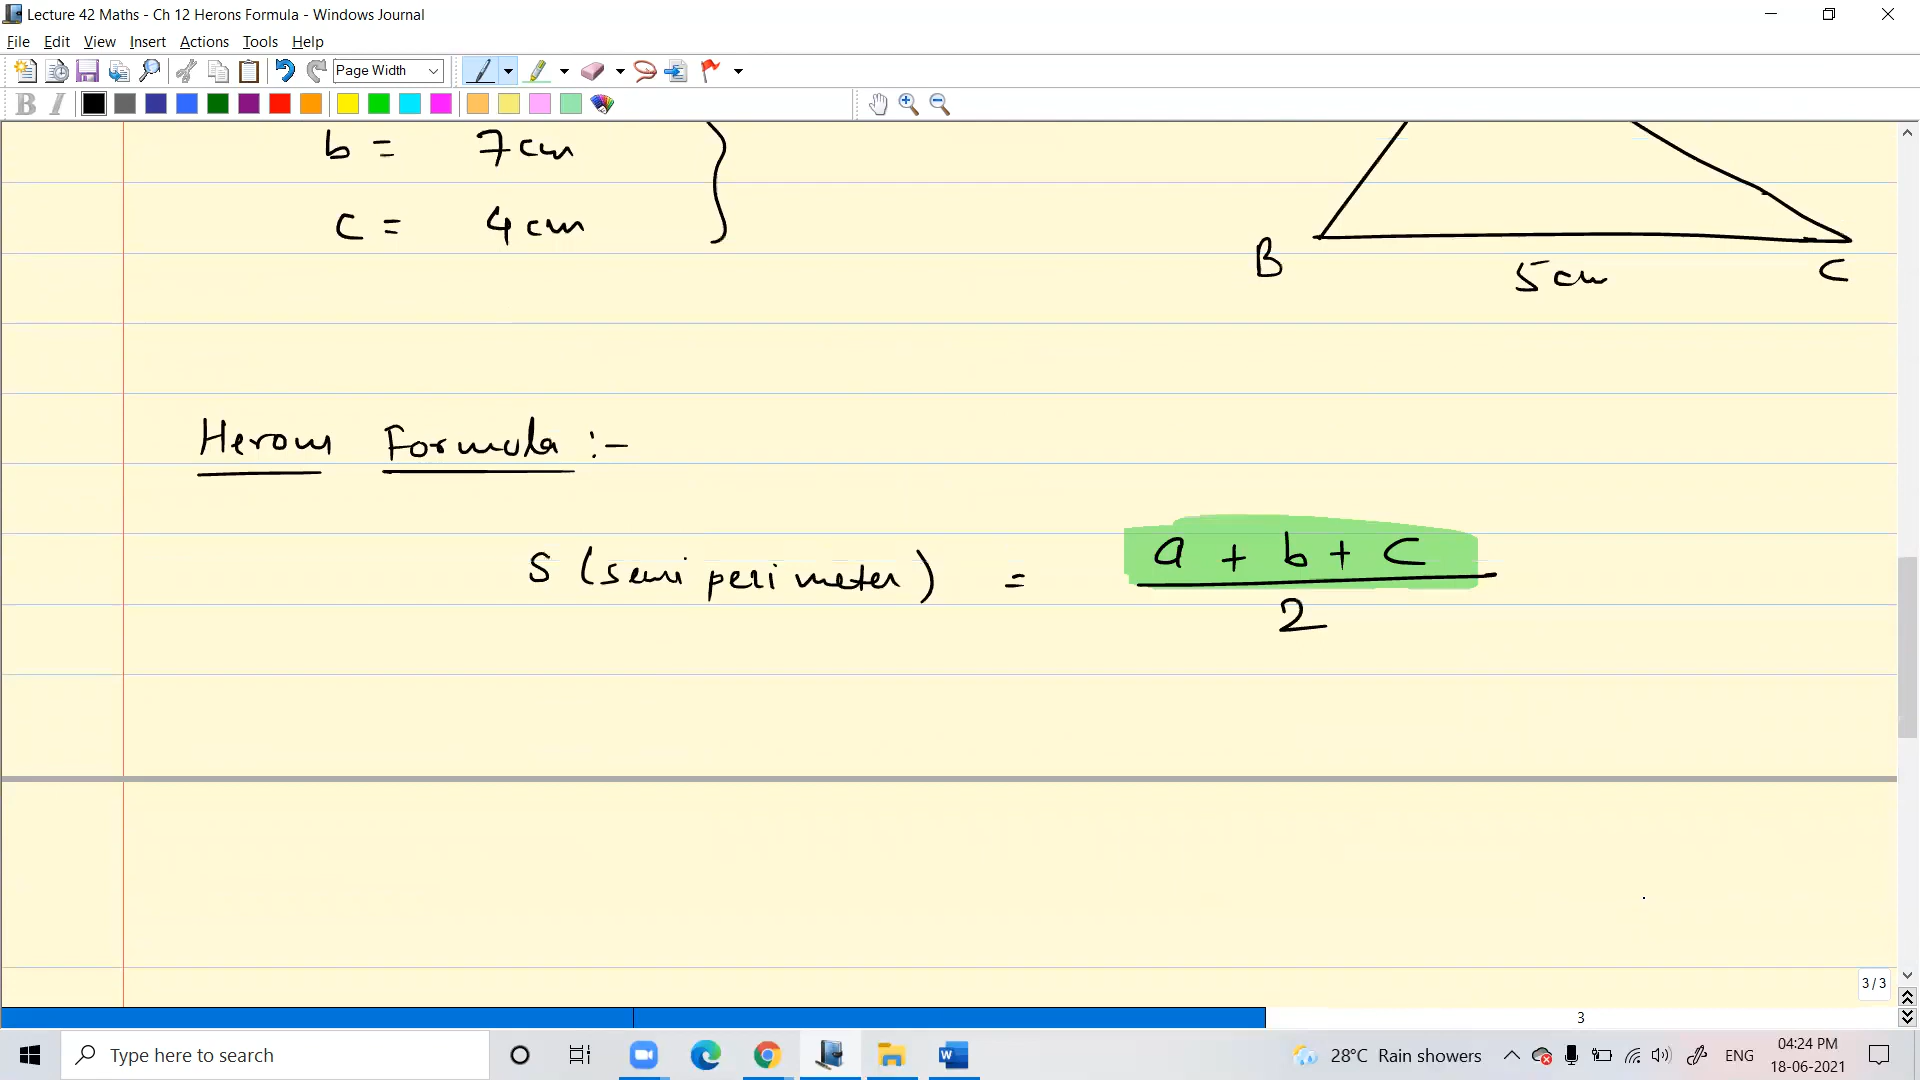 Lecture 42 Maths - Ch 12 Herons Formula - Windows Journal
File Edit View Insert Actions Tools Help
Page Width
B I
b = 7cm
c = 4cm
B 5cm C
Herons Formula :-
S (semi perimeter) = a + b + c
2
3 / 3
3
Type here to search
28°C Rain showers
ENG
04:24 PM
18-06-2021